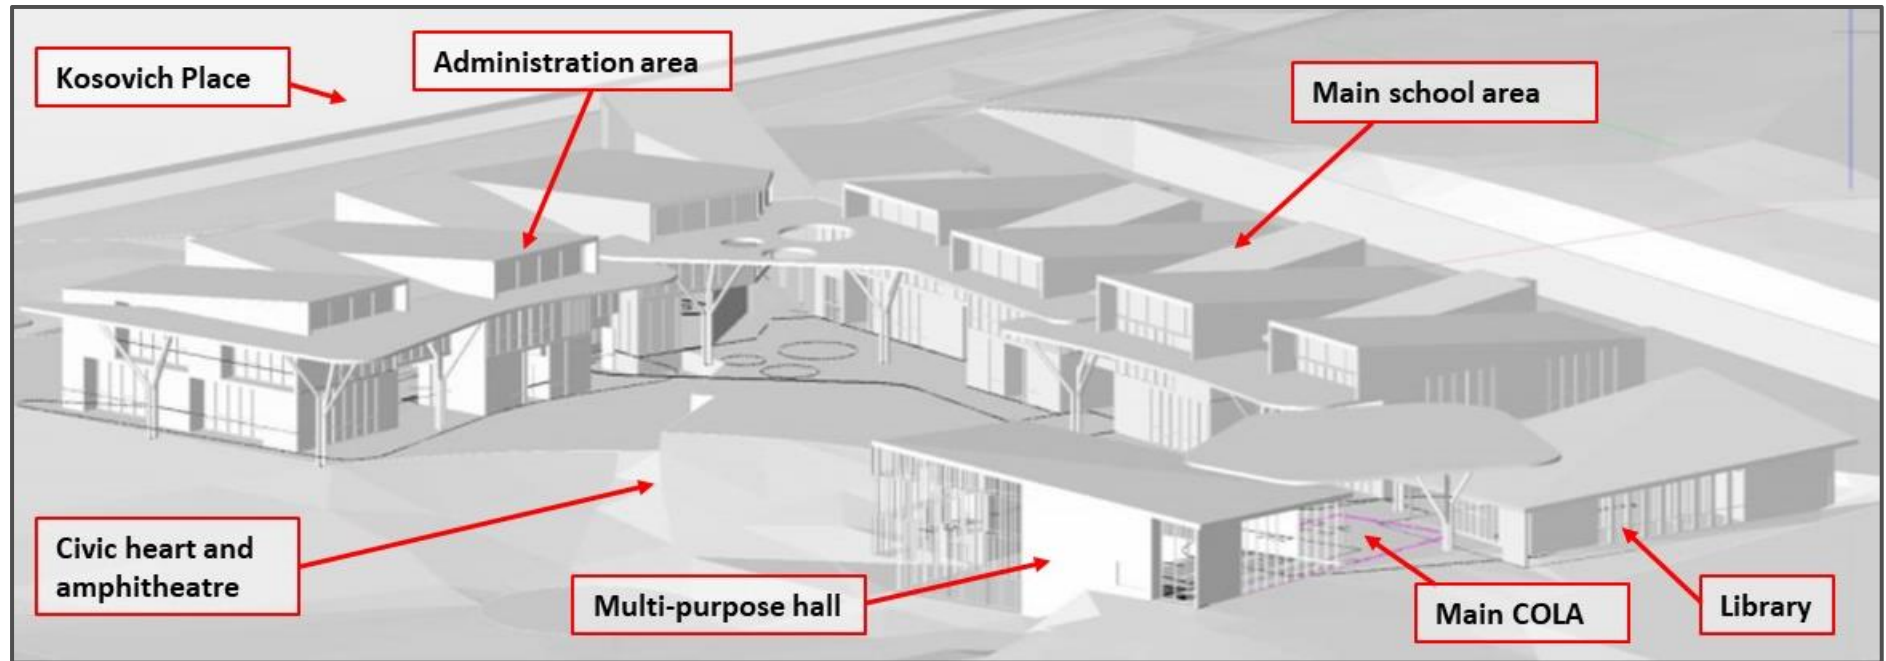 Kosovich Place
Administration area
Main school area
Civic heart and
amphitheatre
Multi-purpose hall
Main COLA
Library